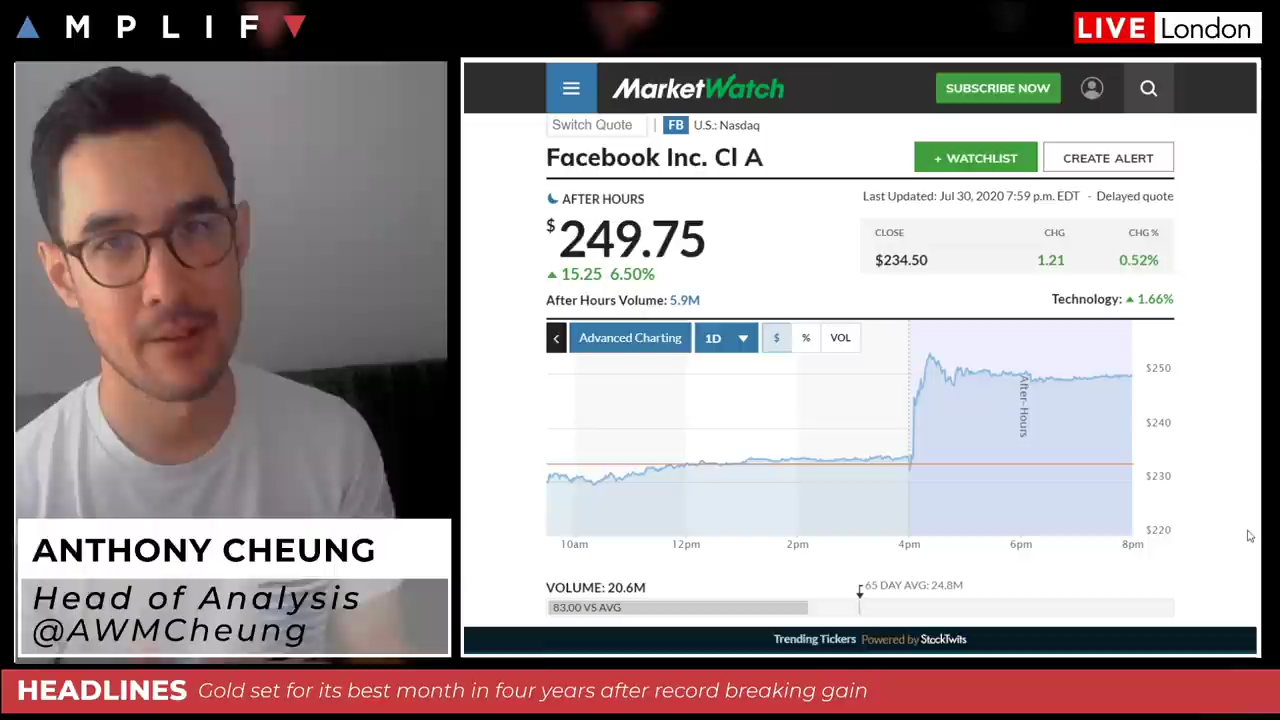 AMPLIFY
LIVE London
MarketWatch
SUBSCRIBE NOW
Switch Quote
FB U.S.: Nasdaq
Facebook Inc. Cl A
+ WATCHLIST
CREATE ALERT
AFTER HOURS
Last Updated: Jul 30, 2020 7:59 p.m. EDT - Delayed quote
$249.75
15.25 6.50%
CLOSE CHG CHG %
$234.50 1.21 0.52%
After Hours Volume: 5.9M
Technology: 1.66%
Advanced Charting
1D
$
%
VOL
$250
After-Hours
$240
$230
$220
10am 12pm 2pm 4pm 6pm 8pm
VOLUME: 20.6M
65 DAY AVG: 24.8M
83.00 VS AVG
Trending Tickers Powered by StockTwits
ANTHONY CHEUNG
Head of Analysis
@AWMCheung
HEADLINES Gold set for its best month in four years after record breaking gain